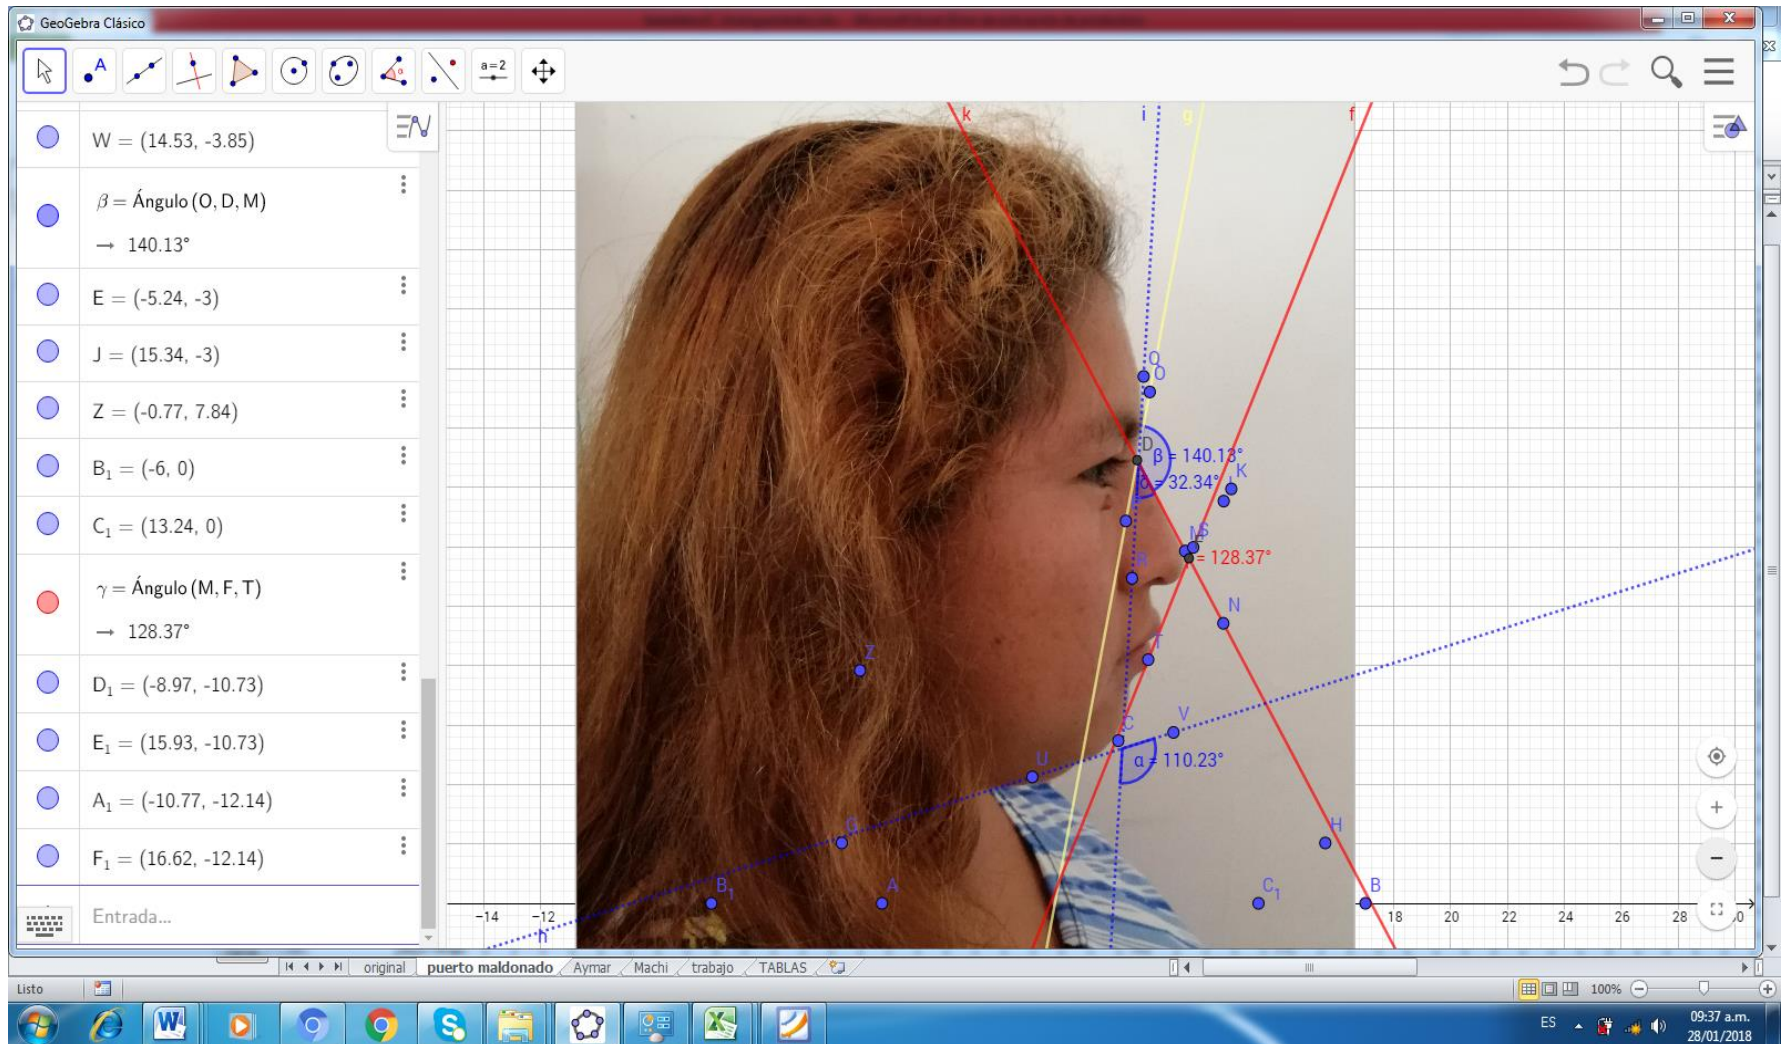 GeoGebra Clásico
A
a=2
W = (14.53, -3.85)
β = Ángulo (O, D, M)
→ 140.13°
E = (-5.24, -3)
J = (15.34, -3)
Z = (-0.77, 7.84)
B₁ = (-6, 0)
C₁ = (13.24, 0)
γ = Ángulo (M, F, T)
→ 128.37°
D₁ = (-8.97, -10.73)
E₁ = (15.93, -10.73)
A₁ = (-10.77, -12.14)
F₁ = (16.62, -12.14)
Entrada...
k
i
g
f
Q
O
D
β = 140.13°
= 32.34°
K
M
S
= 128.37°
R
N
T
Z
C
V
U
α = 110.23°
G
H
B₁
A
C₁
B
h
−14
−12
18
20
22
24
26
28
30
original
puerto maldonado
Aymar
Machi
trabajo
TABLAS
Listo
100%
ES
09:37 a.m.
28/01/2018